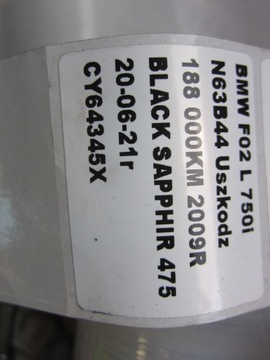 BMW F02 L 750i
N63B44 Uszkodz
188 000KM 2009R
BLACK SAPPHIR 475
20-06-21r
CY64345X